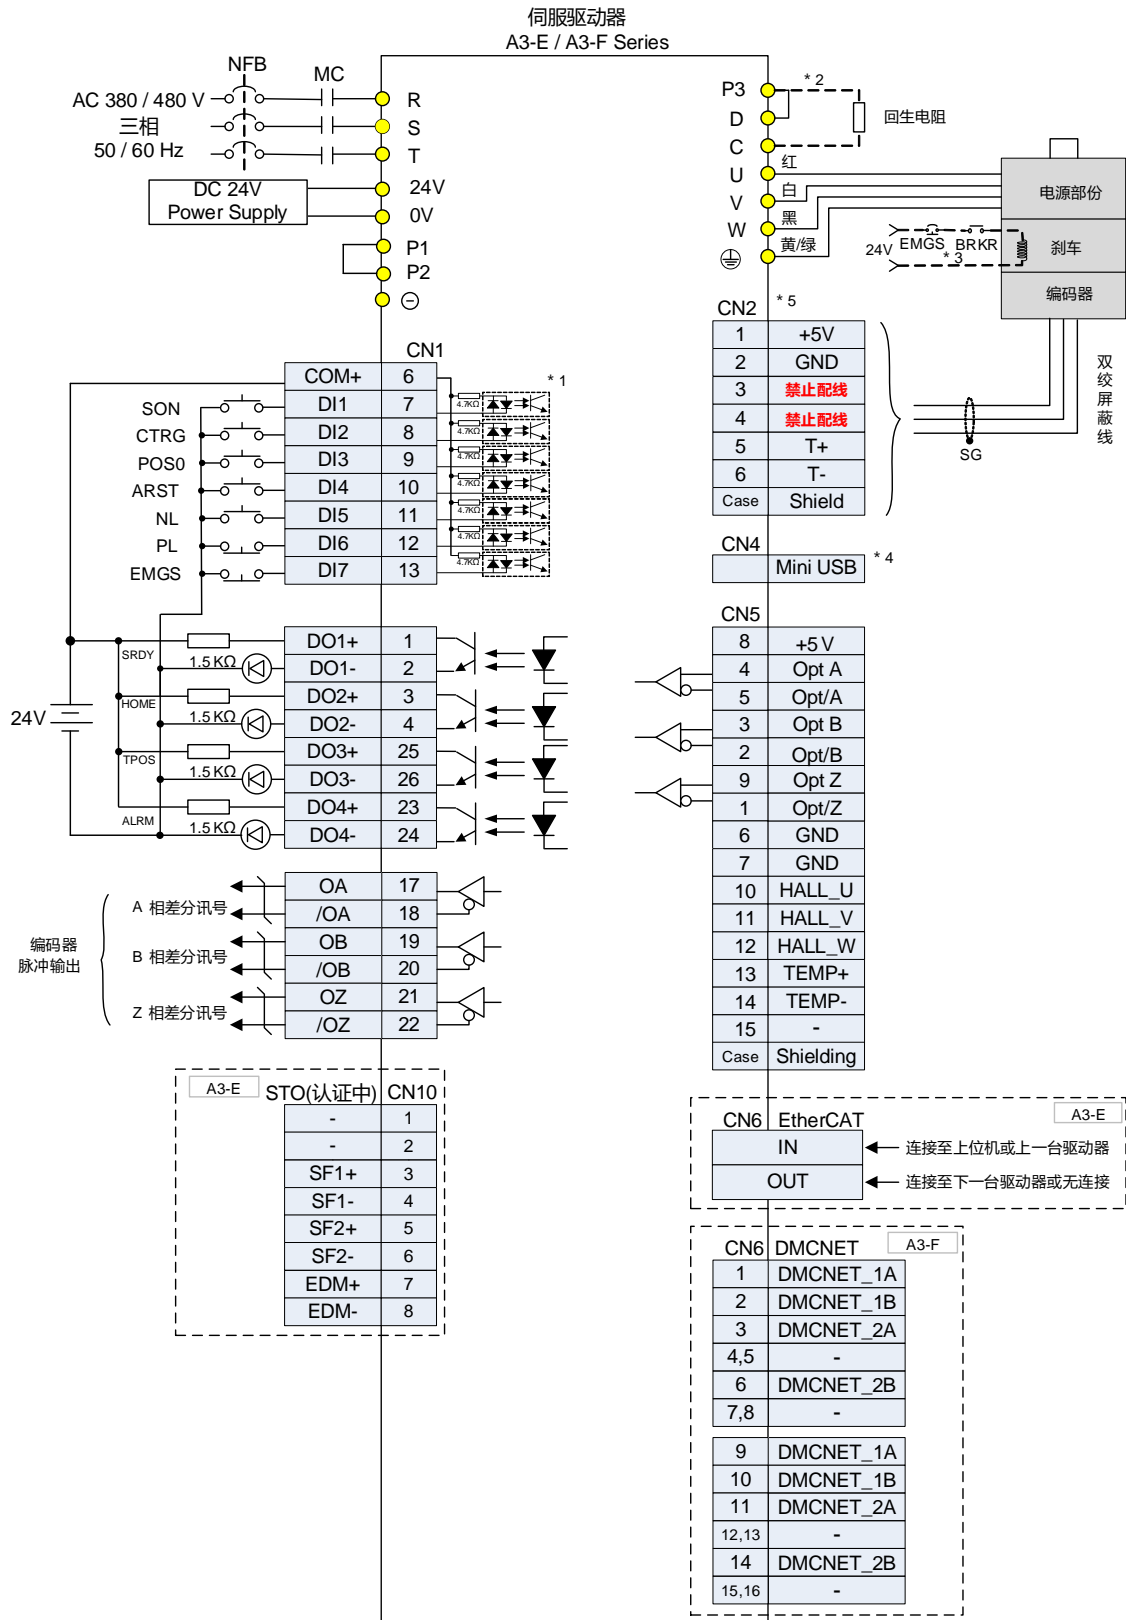 伺服驱动器
A3-E / A3-F Series
NFB
MC
AC 380 / 480 V
三相
50 / 60 Hz
R
S
T
DC 24V
Power Supply
24V
0V
P1
P2
P3
* 2
D
C
回生电阻
U
红
V
白
W
黑
黄/绿
电源部份
刹车
编码器
24V
EMGS
BRKR
* 3
CN1
COM+ 6
* 1
SON DI1 7 4.7KΩ
CTRG DI2 8 4.7KΩ
POS0 DI3 9 4.7KΩ
ARST DI4 10 4.7KΩ
NL DI5 11 4.7KΩ
PL DI6 12 4.7KΩ
EMGS DI7 13 4.7KΩ
24V
SRDY DO1+ 1
1.5 KΩ DO1- 2
HOME DO2+ 3
1.5 KΩ DO2- 4
TPOS DO3+ 25
1.5 KΩ DO3- 26
ALRM DO4+ 23
1.5 KΩ DO4- 24
编码器
脉冲输出
A 相差分讯号
B 相差分讯号
Z 相差分讯号
OA 17
/OA 18
OB 19
/OB 20
OZ 21
/OZ 22
A3-E
STO(认证中) CN10
- 1
- 2
SF1+ 3
SF1- 4
SF2+ 5
SF2- 6
EDM+ 7
EDM- 8
CN2
* 5
1 +5V
2 GND
3 禁止配线
4 禁止配线
5 T+
6 T-
Case Shield
SG
双绞屏蔽线
CN4
Mini USB
* 4
CN5
8 +5 V
4 Opt A
5 Opt/A
3 Opt B
2 Opt/B
9 Opt Z
1 Opt/Z
6 GND
7 GND
10 HALL_U
11 HALL_V
12 HALL_W
13 TEMP+
14 TEMP-
15 -
Case Shielding
A3-E
CN6 EtherCAT
IN
连接至上位机或上一台驱动器
OUT
连接至下一台驱动器或无连接
CN6 DMCNET
A3-F
1 DMCNET_1A
2 DMCNET_1B
3 DMCNET_2A
4,5 -
6 DMCNET_2B
7,8 -
9 DMCNET_1A
10 DMCNET_1B
11 DMCNET_2A
12,13 -
14 DMCNET_2B
15,16 -